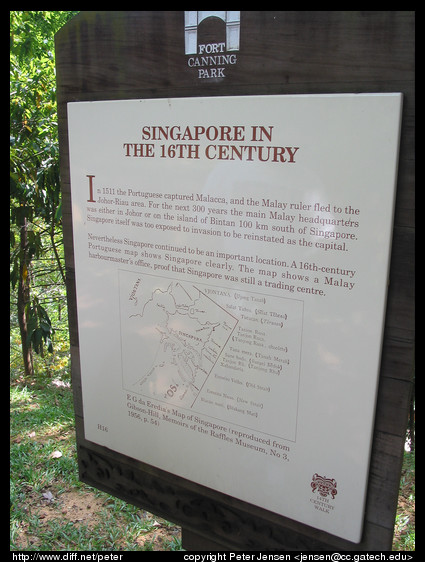 FORT
CANNING
PARK
SINGAPORE IN
THE 16TH CENTURY
In 1511 the Portuguese captured Malacca, and the Malay ruler fled to the
Johor-Riau area. For the next 300 years the main Malay headquarters
was either in Johor or on the island of Bintan 100 km south of Singapore.
Singapore itself was too exposed to invasion to be reinstated as the capital.
Nevertheless Singapore continued to be an important location. A 16th-century
Portuguese map shows Singapore clearly. The map shows a Malay
harbourmaster's office, proof that Singapore was still a trading centre.
E.G da Eredia's Map of Singapore (reproduced from
Gibson-Hill, Memoirs of the Raffles Museum, No 3,
1956, p. 54)
H16
14TH
CENTURY
WALK
http://www.diff.net/peter
copyright Peter Jensen <jensen@cc.gatech.edu>